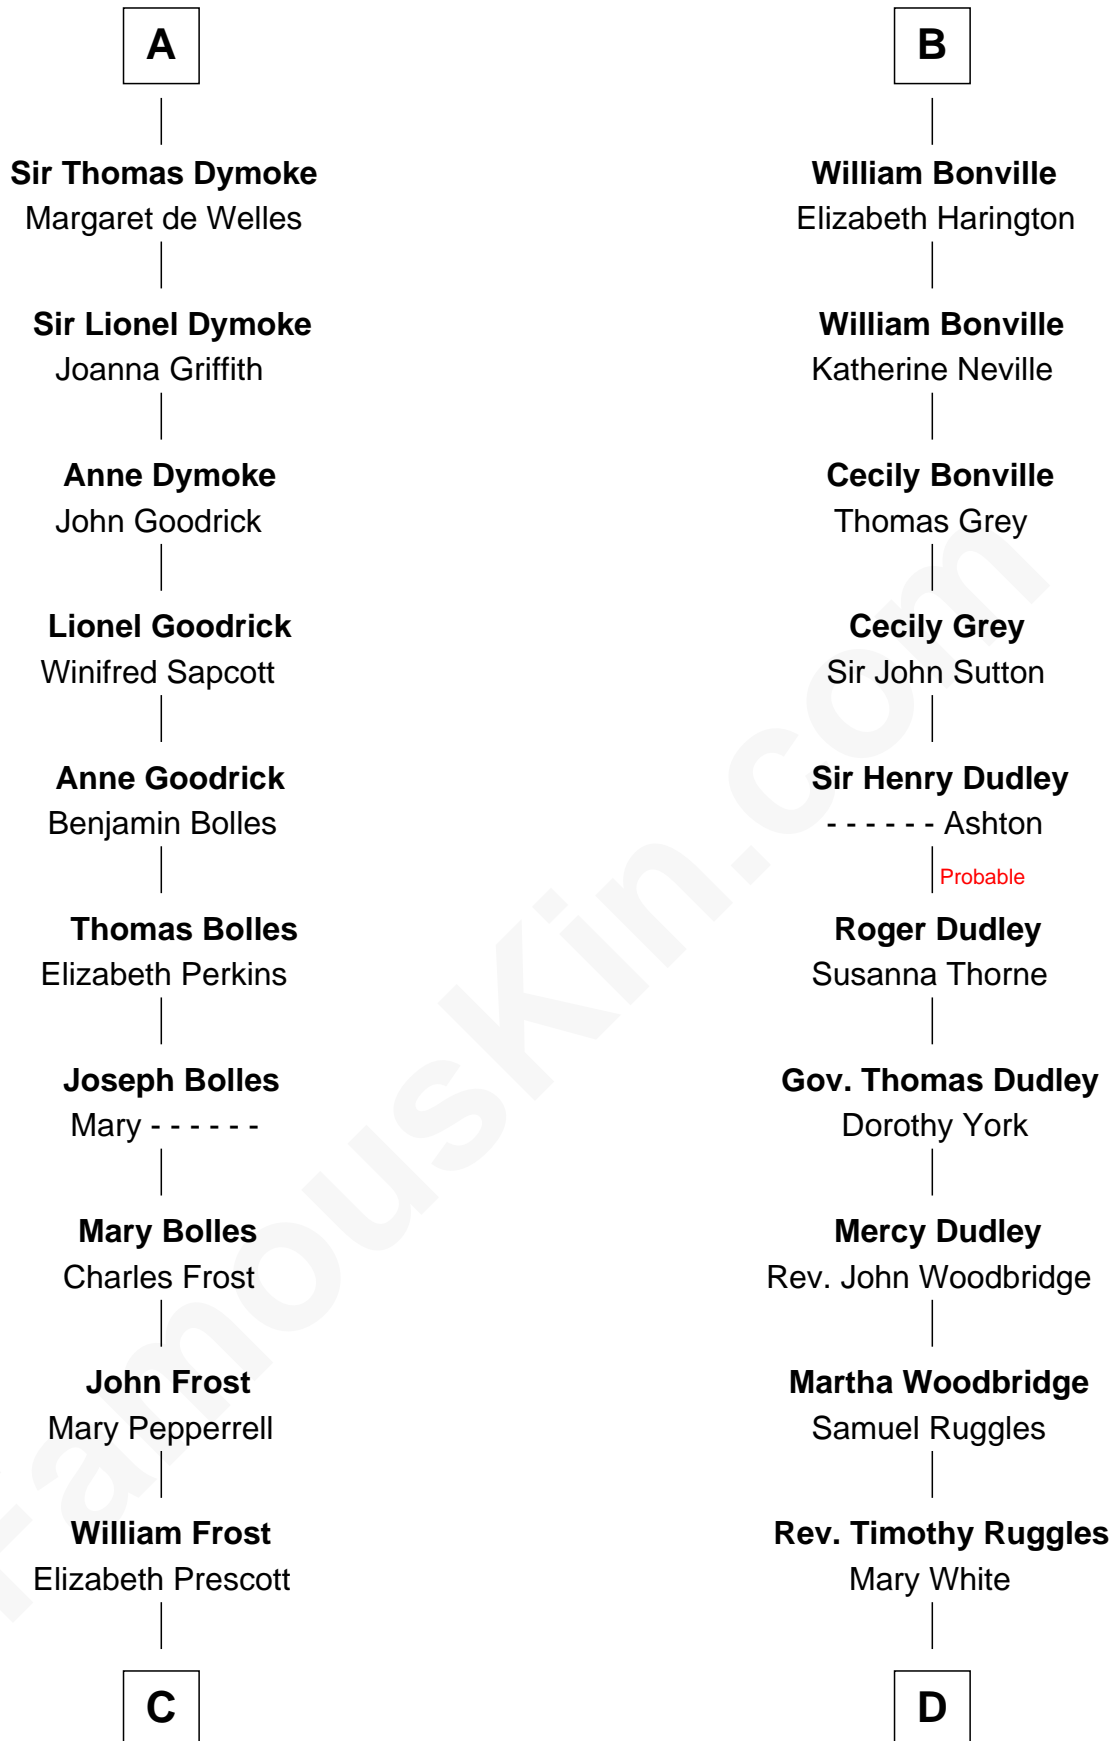 A
Sir Thomas Dymoke
Margaret de Welles
Sir Lionel Dymoke
Joanna Griffith
Anne Dymoke
John Goodrick
Lionel Goodrick
Winifred Sapcott
Anne Goodrick
Benjamin Bolles
Thomas Bolles
Elizabeth Perkins
Joseph Bolles
Mary - - - - - -
Mary Bolles
Charles Frost
John Frost
Mary Pepperrell
William Frost
Elizabeth Prescott
C
B
William Bonville
Elizabeth Harington
William Bonville
Katherine Neville
Cecily Bonville
Thomas Grey
Cecily Grey
Sir John Sutton
Sir Henry Dudley
- - - - - - Ashton
Probable
Roger Dudley
Susanna Thorne
Gov. Thomas Dudley
Dorothy York
Mercy Dudley
Rev. John Woodbridge
Martha Woodbridge
Samuel Ruggles
Rev. Timothy Ruggles
Mary White
D
FamousKin.com